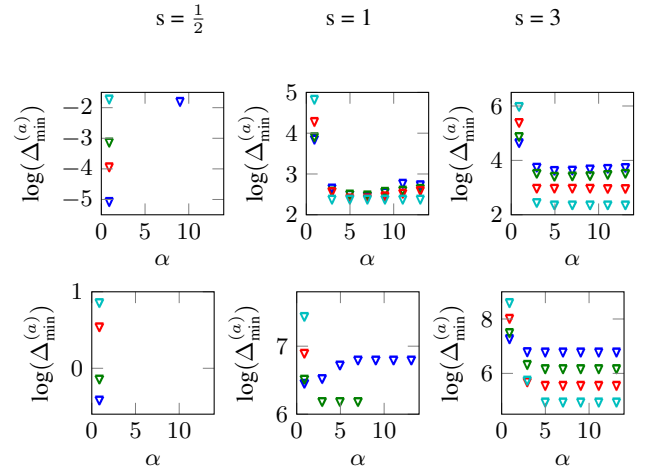 s = 1/2 s = 1 s = 3
log(Δ_min^(a)) −2 −3 −4 −5 0 5 10 α
log(Δ_min^(a)) 5 4 3 2 0 5 10 α
log(Δ_min^(a)) 6 4 2 0 5 10 α
log(Δ_min^(a)) 1 0 0 5 10 α
log(Δ_min^(a)) 7 6 0 5 10 α
log(Δ_min^(a)) 8 6 0 5 10 α